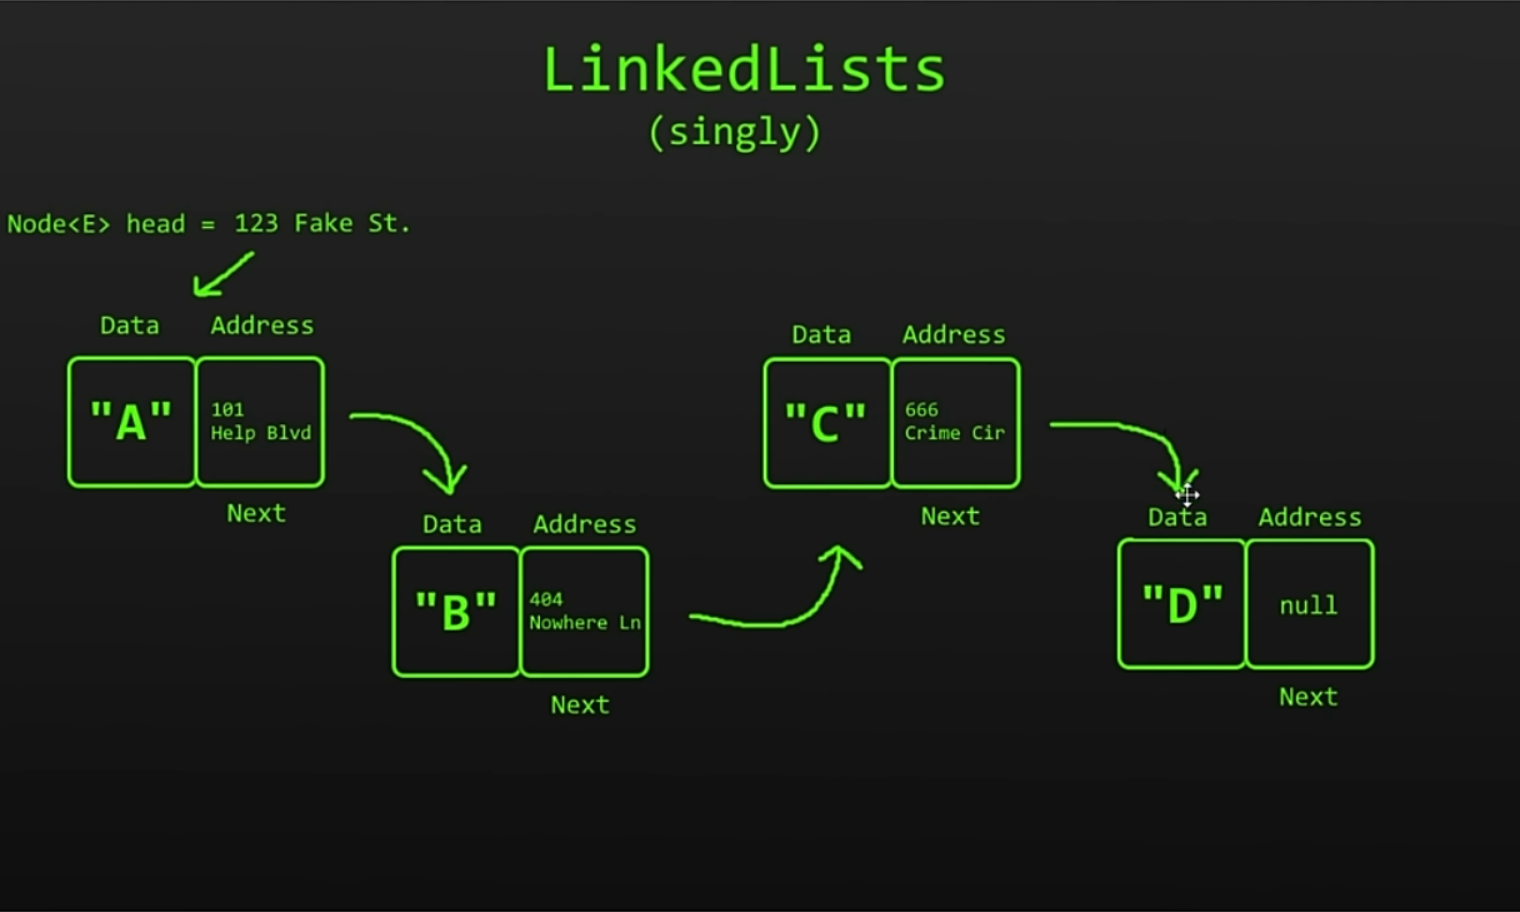 LinkedLists
(singly)
Node<E> head = 123 Fake St.
Data Address
"A"
101
Help Blvd
Next
Data Address
"B"
404
Nowhere Ln
Next
Data Address
"C"
666
Crime Cir
Next
Data Address
"D"
null
Next